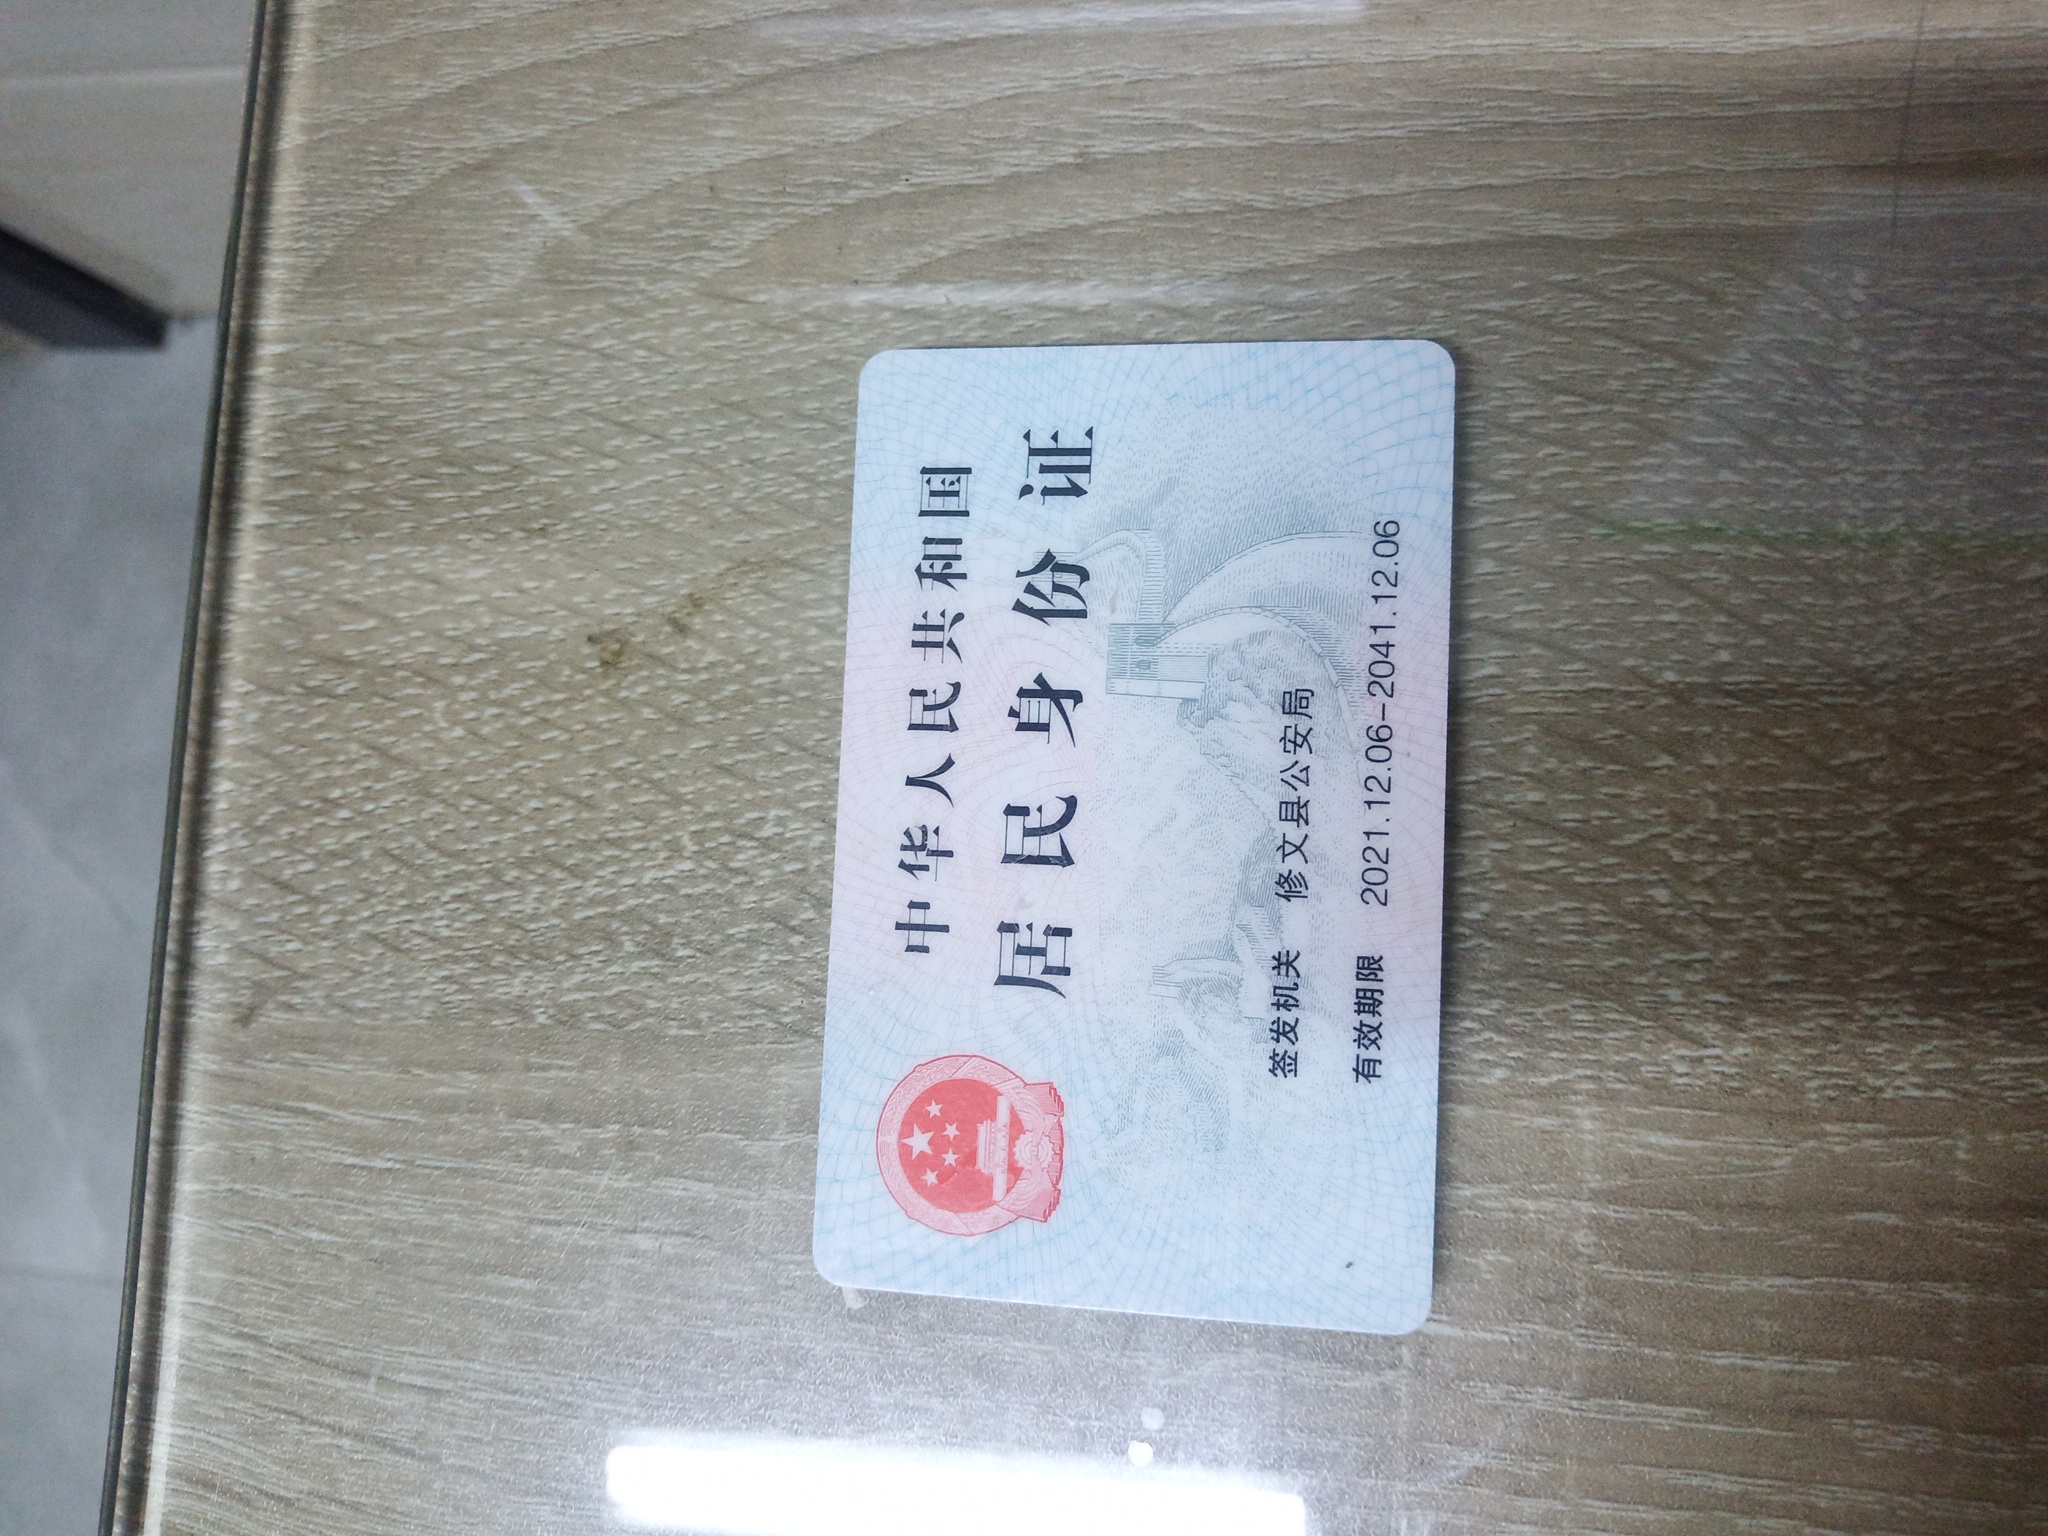 中华人民共和国
居民身份证
签发机关 修文县公安局
有效期限 2021.12.06-2041.12.06